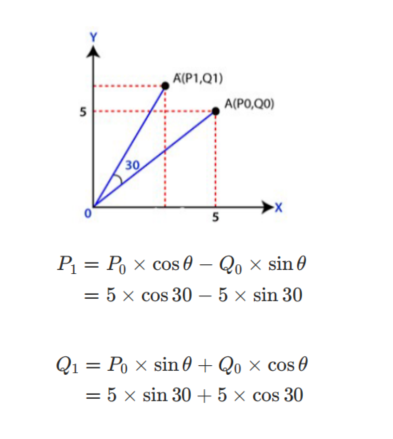 Y
A'(P1,Q1)
A(P0,Q0)
5
30
0
5
X
P₁ = P₀ × cos θ − Q₀ × sin θ
= 5 × cos 30 − 5 × sin 30
Q₁ = P₀ × sin θ + Q₀ × cos θ
= 5 × sin 30 + 5 × cos 30